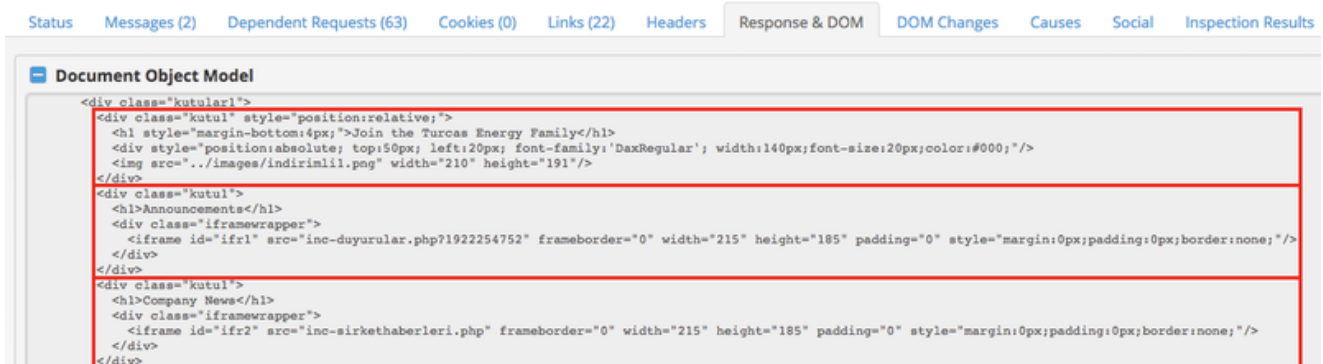 Status Messages (2) Dependent Requests (63) Cookies (0) Links (22) Headers Response & DOM DOM Changes Causes Social Inspection Results
Document Object Model
<div class="kutular1">
<div class="kutu1" style="position:relative;">
<h1 style="margin-bottom:4px;">Join the Turcas Energy Family</h1>
<div style="position:absolute; top:50px; left:20px; font-family:'DaxRegular'; width:140px;font-size:20px;color:#000;"/>
<img src="../images/indirimli1.png" width="210" height="191"/>
</div>
<div class="kutu1">
<h1>Announcements</h1>
<div class="iframewrapper">
<iframe id="ifr1" src="inc-duyurular.php?1922254752" frameborder="0" width="215" height="185" padding="0" style="margin:0px;padding:0px;border:none;"/>
</div>
</div>
<div class="kutu1">
<h1>Company News</h1>
<div class="iframewrapper">
<iframe id="ifr2" src="inc-sirkethaberleri.php" frameborder="0" width="215" height="185" padding="0" style="margin:0px;padding:0px;border:none;"/>
</div>
</div>